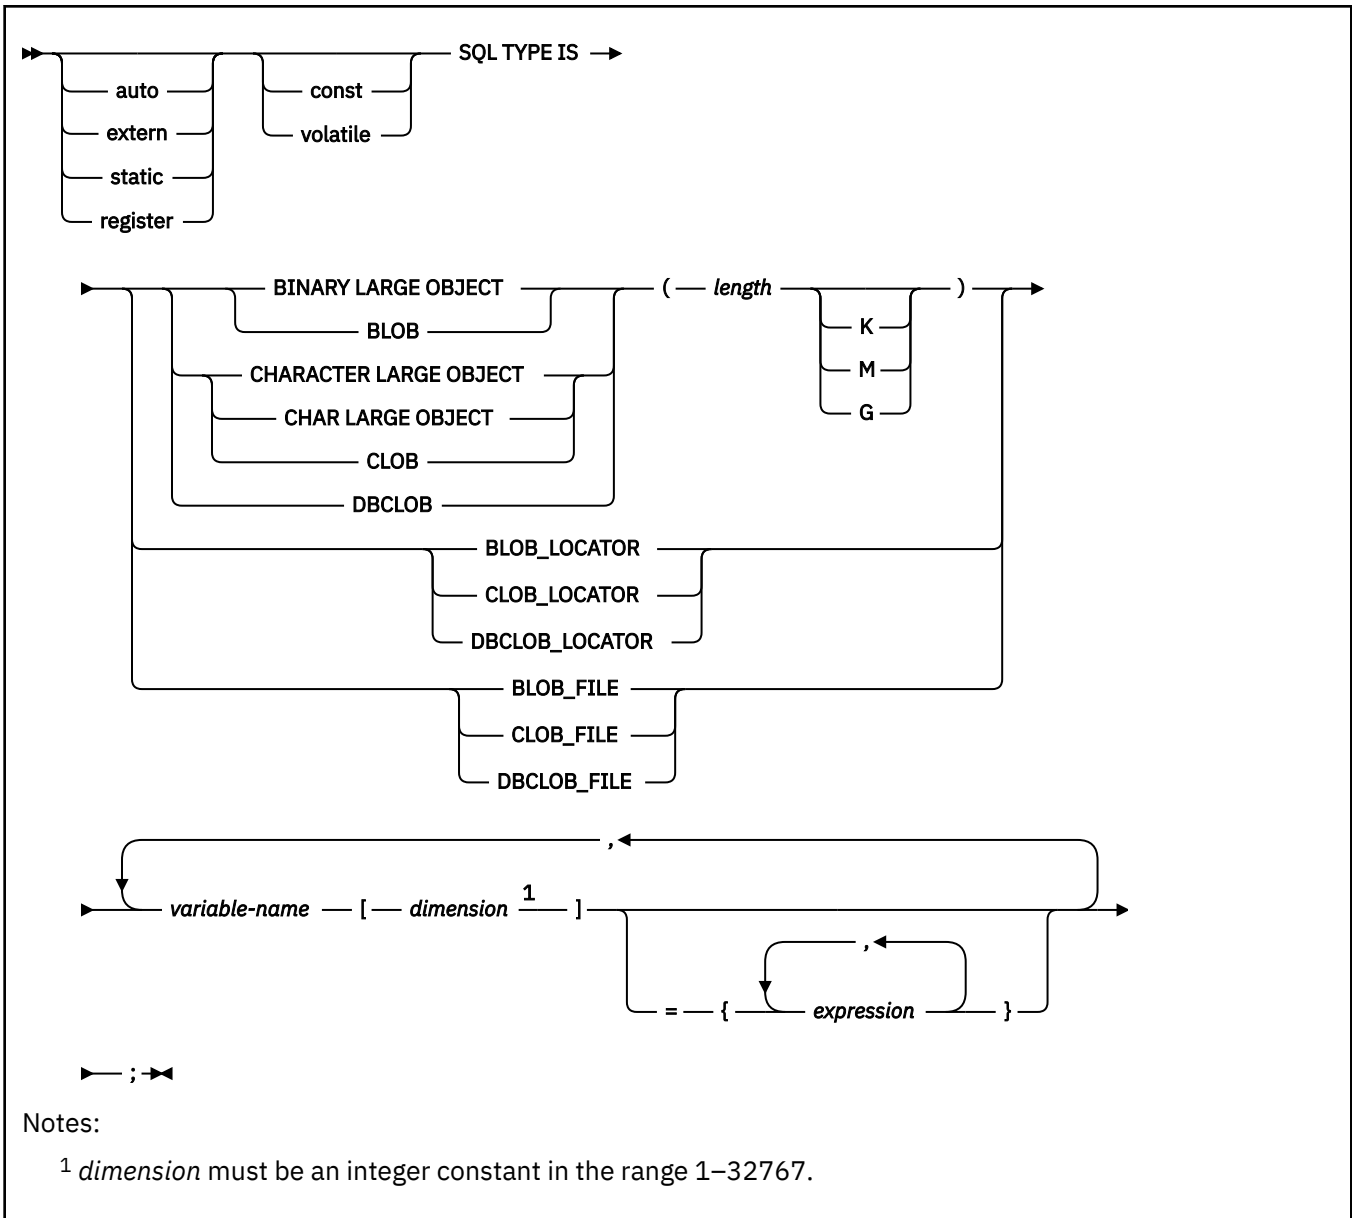 SQL TYPE IS
auto const
extern volatile
static
register
BINARY LARGE OBJECT ( length )
BLOB K
CHARACTER LARGE OBJECT M
CHAR LARGE OBJECT G
CLOB
DBCLOB
BLOB_LOCATOR
CLOB_LOCATOR
DBCLOB_LOCATOR
BLOB_FILE
CLOB_FILE
DBCLOB_FILE
,
variable-name [ dimension 1 ]
,
= { expression }
;
Notes:
1 dimension must be an integer constant in the range 1–32767.